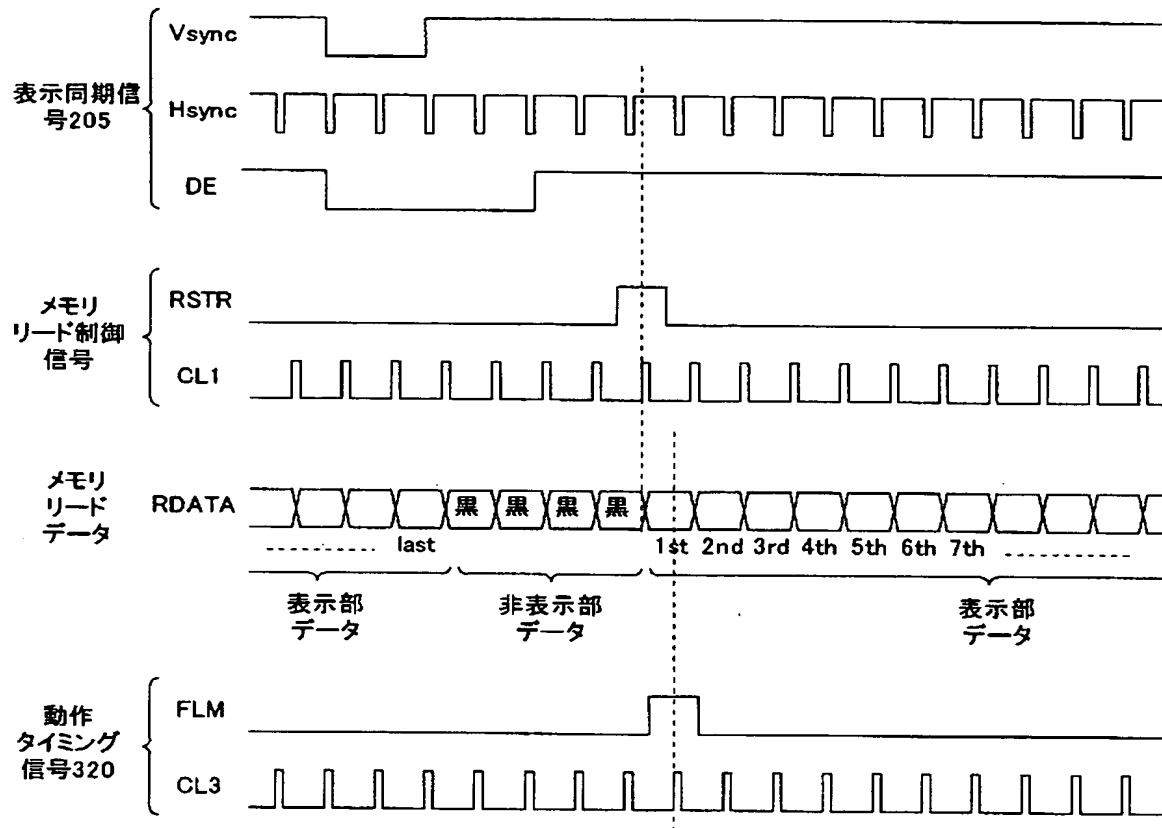 表示同期信
号205
Vsync
Hsync
DE
メモリ
リード制御
信号
RSTR
CL1
メモリ
リード
データ
RDATA
黒 黒 黒 黒
last
1st 2nd 3rd 4th 5th 6th 7th
表示部
データ
非表示部
データ
表示部
データ
動作
タイミング
信号320
FLM
CL3